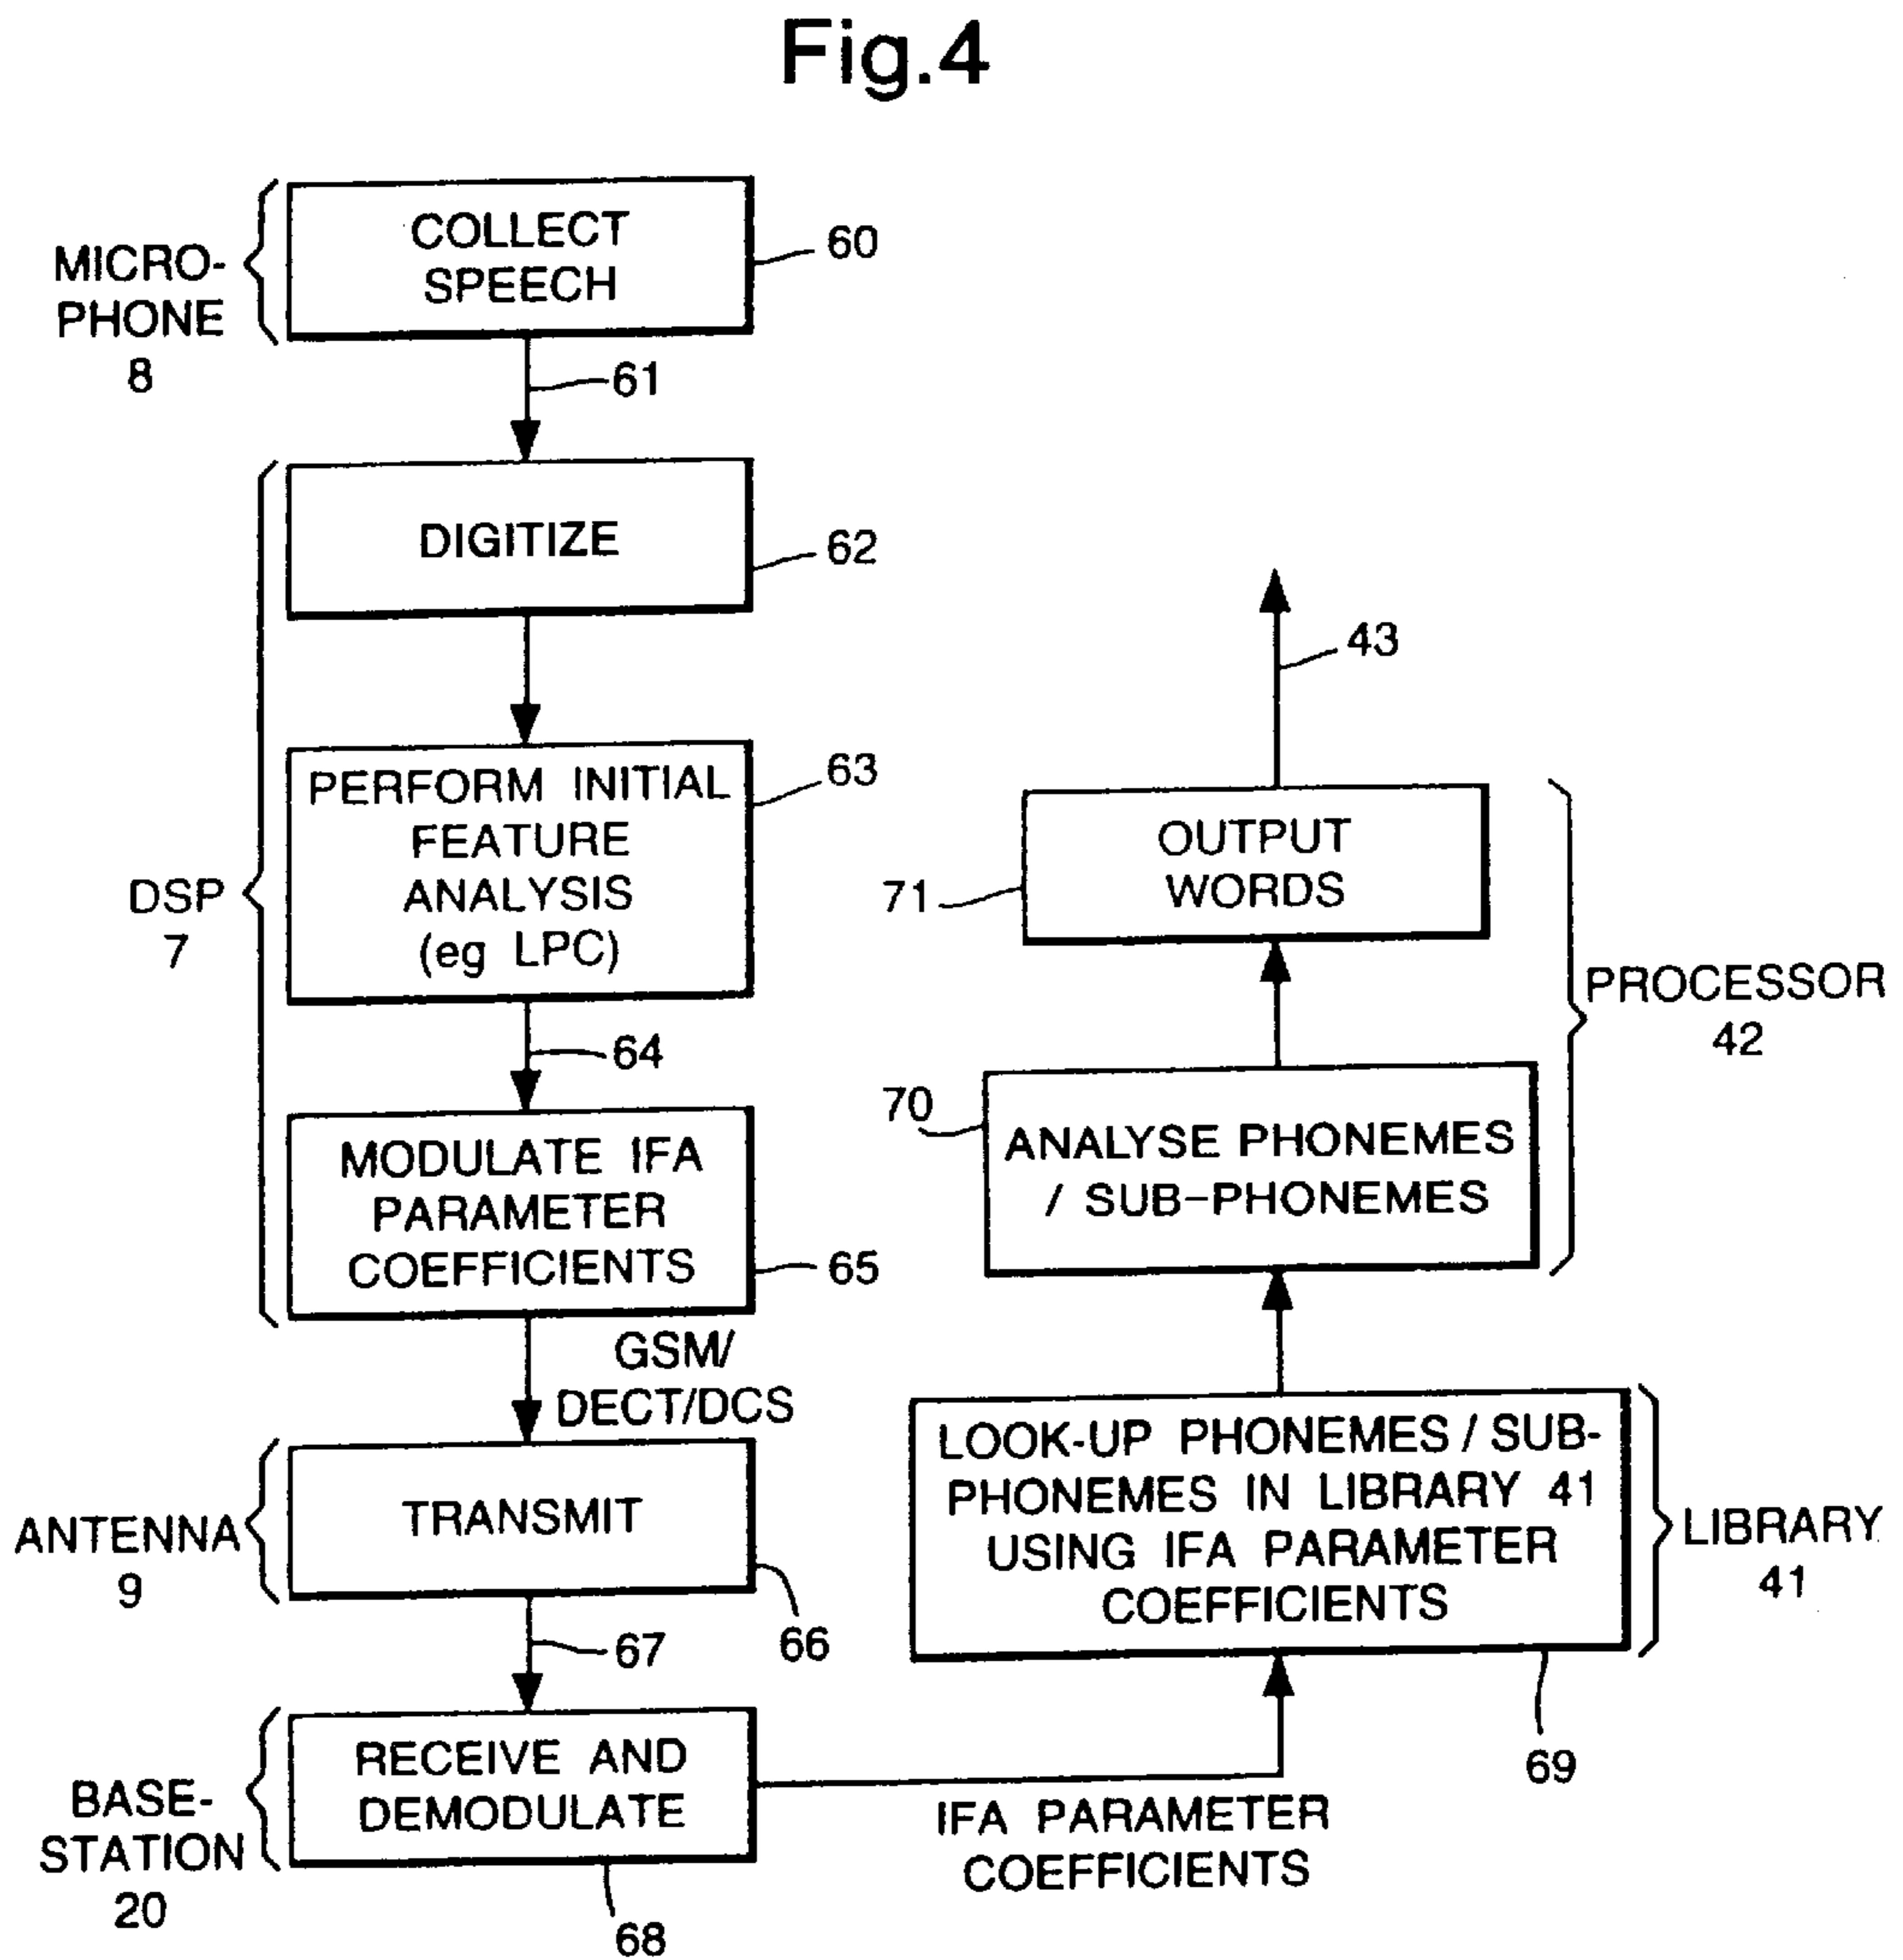 Fig.4
MICRO-
PHONE
8
COLLECT
SPEECH
60
61
DIGITIZE
62
DSP
7
PERFORM INITIAL
FEATURE
ANALYSIS
(eg LPC)
63
64
MODULATE IFA
PARAMETER
COEFFICIENTS
65
GSM/
DECT/DCS
ANTENNA
9
TRANSMIT
66
67
BASE-
STATION
20
RECEIVE AND
DEMODULATE
68
IFA PARAMETER
COEFFICIENTS
LOOK-UP PHONEMES / SUB-
PHONEMES IN LIBRARY 41
USING IFA PARAMETER
COEFFICIENTS
69
LIBRARY
41
70
ANALYSE PHONEMES
/ SUB-PHONEMES
PROCESSOR
42
71
OUTPUT
WORDS
43